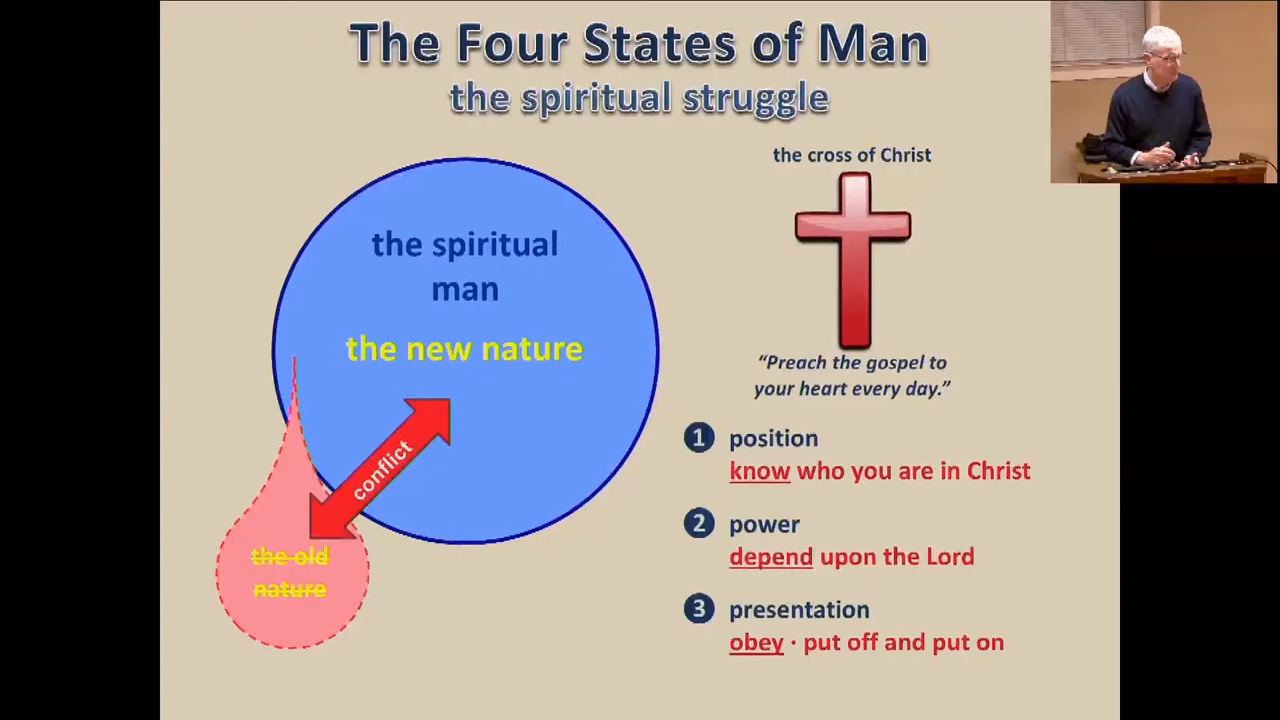 The Four States of Man
the spiritual struggle
the spiritual
man
the new nature
conflict
the old
nature
the cross of Christ
“Preach the gospel to
your heart every day.”
1 position
know who you are in Christ
2 power
depend upon the Lord
3 presentation
obey · put off and put on